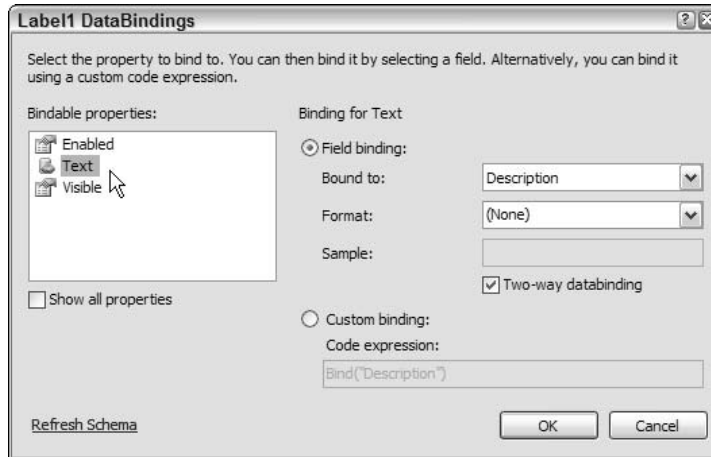 Label1 DataBindings
Select the property to bind to. You can then bind it by selecting a field. Alternatively, you can bind it
using a custom code expression.
Bindable properties:
Enabled
Text
Visible
Show all properties
Binding for Text
Field binding:
Bound to: Description
Format: (None)
Sample:
Two-way databinding
Custom binding:
Code expression:
Bind("Description")
Refresh Schema
OK
Cancel